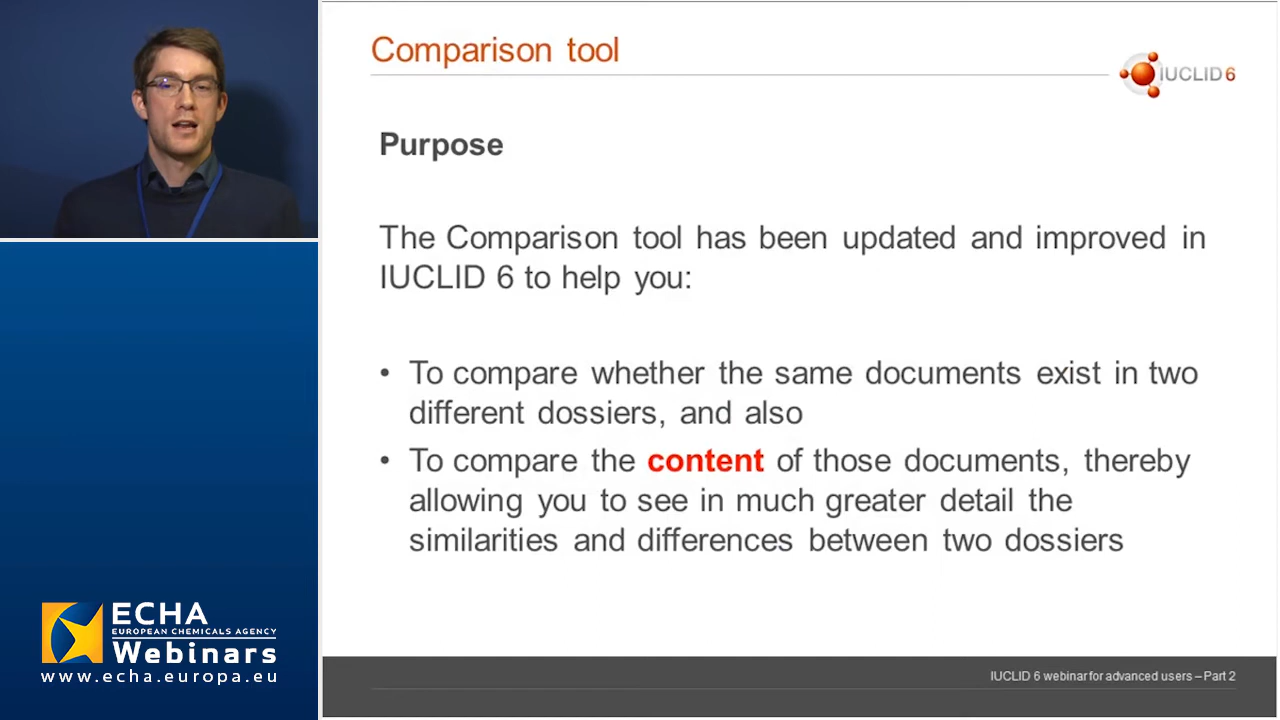 Comparison tool
IUCLID 6
Purpose
The Comparison tool has been updated and improved in
IUCLID 6 to help you:
• To compare whether the same documents exist in two
different dossiers, and also
• To compare the content of those documents, thereby
allowing you to see in much greater detail the
similarities and differences between two dossiers
ECHA
EUROPEAN CHEMICALS AGENCY
Webinars
www.echa.europa.eu
IUCLID 6 webinar for advanced users – Part 2